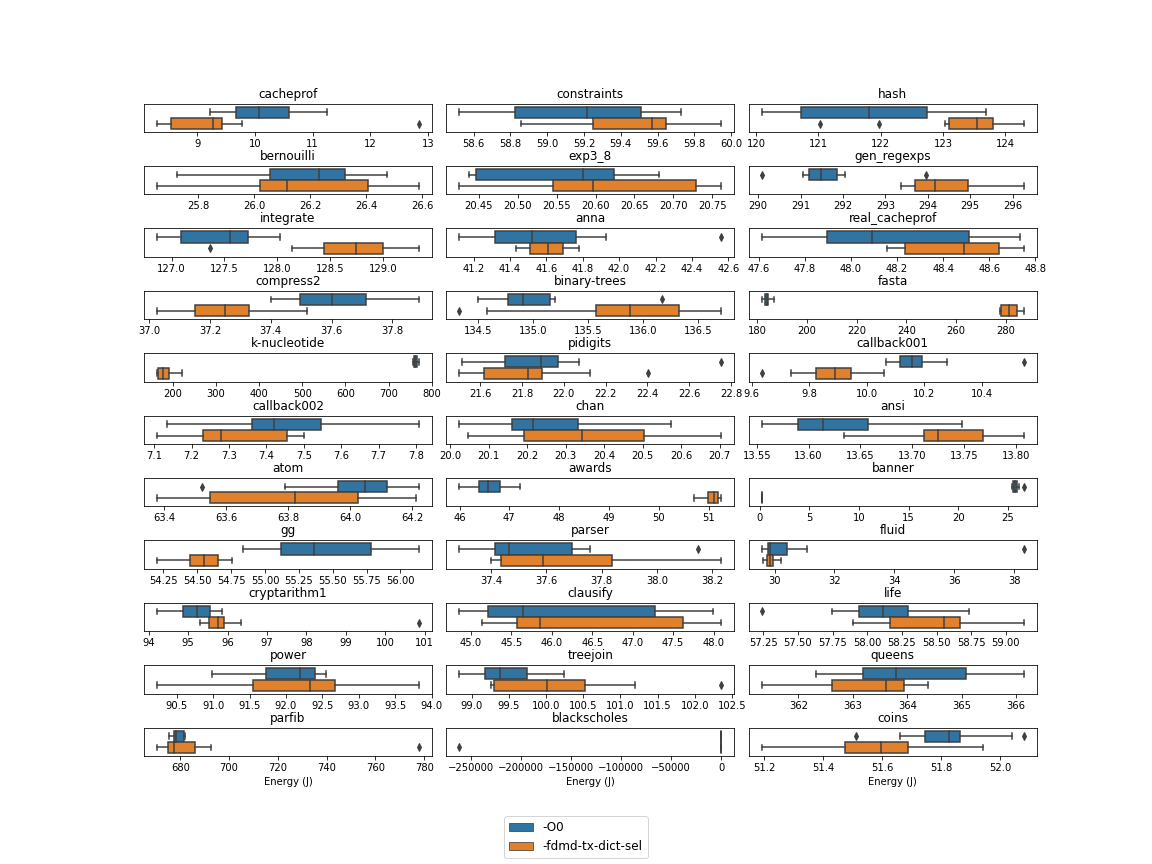 cacheprof constraints hash
9 10 11 12 13 58.6 58.8 59.0 59.2 59.4 59.6 59.8 60.0 120 121 122 123 124
bernouilli exp3_8 gen_regexps
25.8 26.0 26.2 26.4 26.6 20.45 20.50 20.55 20.60 20.65 20.70 20.75 290 291 292 293 294 295 296
integrate anna real_cacheprof
127.0 127.5 128.0 128.5 129.0 41.2 41.4 41.6 41.8 42.0 42.2 42.4 42.6 47.6 47.8 48.0 48.2 48.4 48.6 48.8
compress2 binary-trees fasta
37.0 37.2 37.4 37.6 37.8 134.5 135.0 135.5 136.0 136.5 180 200 220 240 260 280
k-nucleotide pidigits callback001
200 300 400 500 600 700 800 21.6 21.8 22.0 22.2 22.4 22.6 22.8 9.6 9.8 10.0 10.2 10.4
callback002 chan ansi
7.1 7.2 7.3 7.4 7.5 7.6 7.7 7.8 20.0 20.1 20.2 20.3 20.4 20.5 20.6 20.7 13.55 13.60 13.65 13.70 13.75 13.80
atom awards banner
63.4 63.6 63.8 64.0 64.2 46 47 48 49 50 51 0 5 10 15 20 25
gg parser fluid
54.25 54.50 54.75 55.00 55.25 55.50 55.75 56.00 37.4 37.6 37.8 38.0 38.2 30 32 34 36 38
cryptarithm1 clausify life
94 95 96 97 98 99 100 101 45.0 45.5 46.0 46.5 47.0 47.5 48.0 57.25 57.50 57.75 58.00 58.25 58.50 58.75 59.00
power treejoin queens
90.5 91.0 91.5 92.0 92.5 93.0 93.5 94.0 99.0 99.5 100.0 100.5 101.0 101.5 102.0 102.5 362 363 364 365 366
parfib blackscholes coins
680 700 720 740 760 780 −250000 −200000 −150000 −100000 −50000 0 51.2 51.4 51.6 51.8 52.0
Energy (J) Energy (J) Energy (J)
-O0
-fdmd-tx-dict-sel